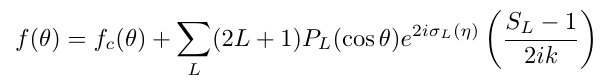 f(θ) = f_c(θ) + ∑_L (2L + 1)P_L(cos θ)e^{2iσ_L(η)} ( (S_L − 1) / (2ik) )